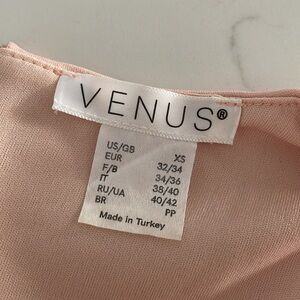 VENUS®
US/GB XS
EUR 32/34
F/B 34/36
IT 38/40
RU/UA 40/42
BR PP
Made in Turkey